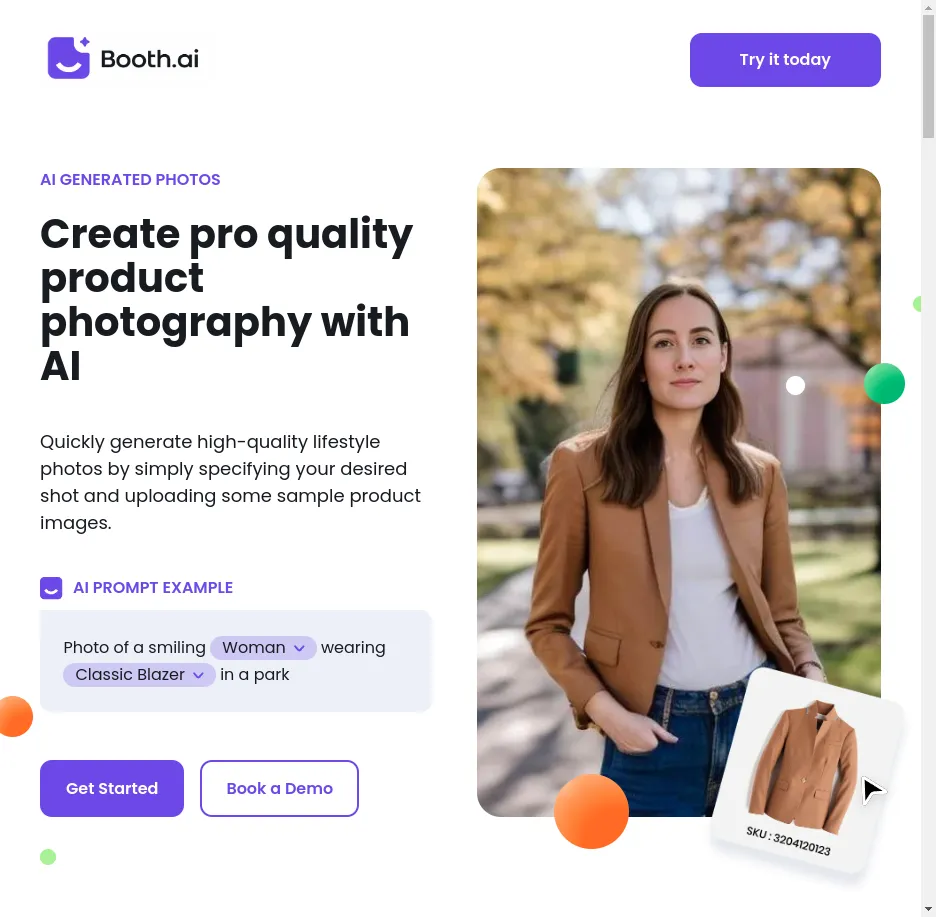 Booth.ai
Try it today
AI GENERATED PHOTOS
Create pro quality
product
photography with
AI
Quickly generate high-quality lifestyle
photos by simply specifying your desired
shot and uploading some sample product
images.
AI PROMPT EXAMPLE
Photo of a smiling Woman wearing
Classic Blazer in a park
Get Started
Book a Demo
SKU : 3204120123